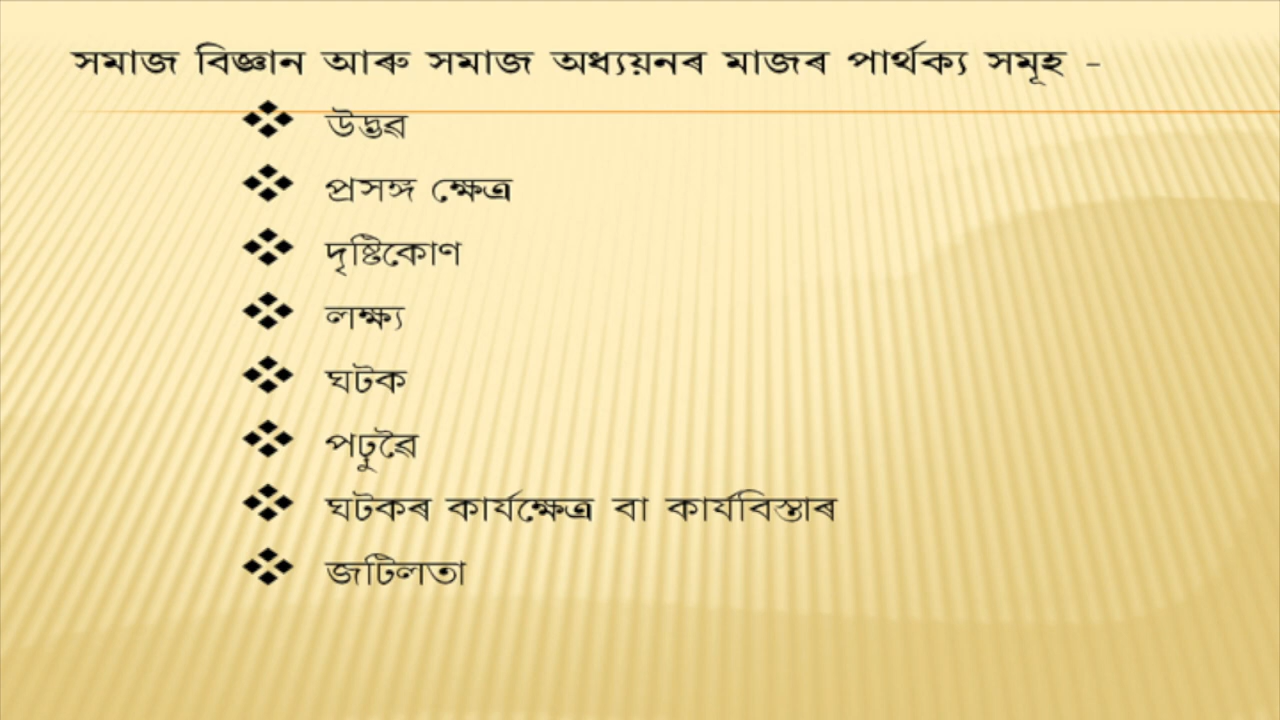 সমাজ বিজ্ঞান আৰু সমাজ অধ্যয়নৰ মাজৰ পাৰ্থক্য সমূহ -
❖ উদ্ভৱ
❖ প্ৰসঙ্গ ক্ষেত্ৰ
❖ দৃষ্টিকোণ
❖ লক্ষ্য
❖ ঘটক
❖ পঢ়ুৱৈ
❖ ঘটকৰ কাৰ্যক্ষেত্ৰ বা কাৰ্যবিস্তাৰ
❖ জটিলতা